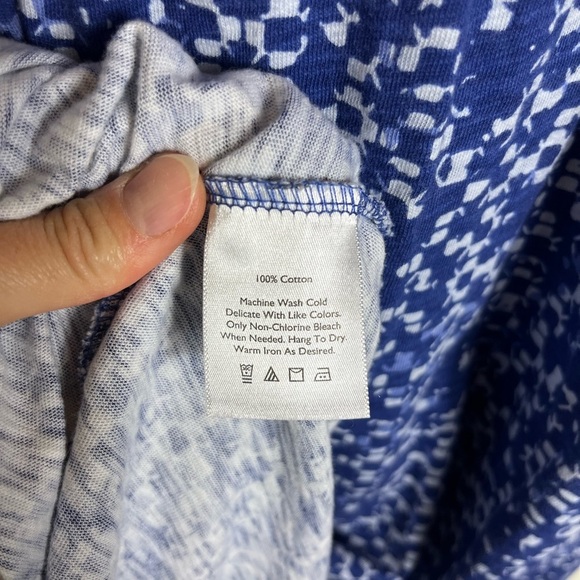 100% Cotton
Machine Wash Cold
Delicate With Like Colors.
Only Non-Chlorine Bleach
When Needed. Hang To Dry.
Warm Iron As Desired.